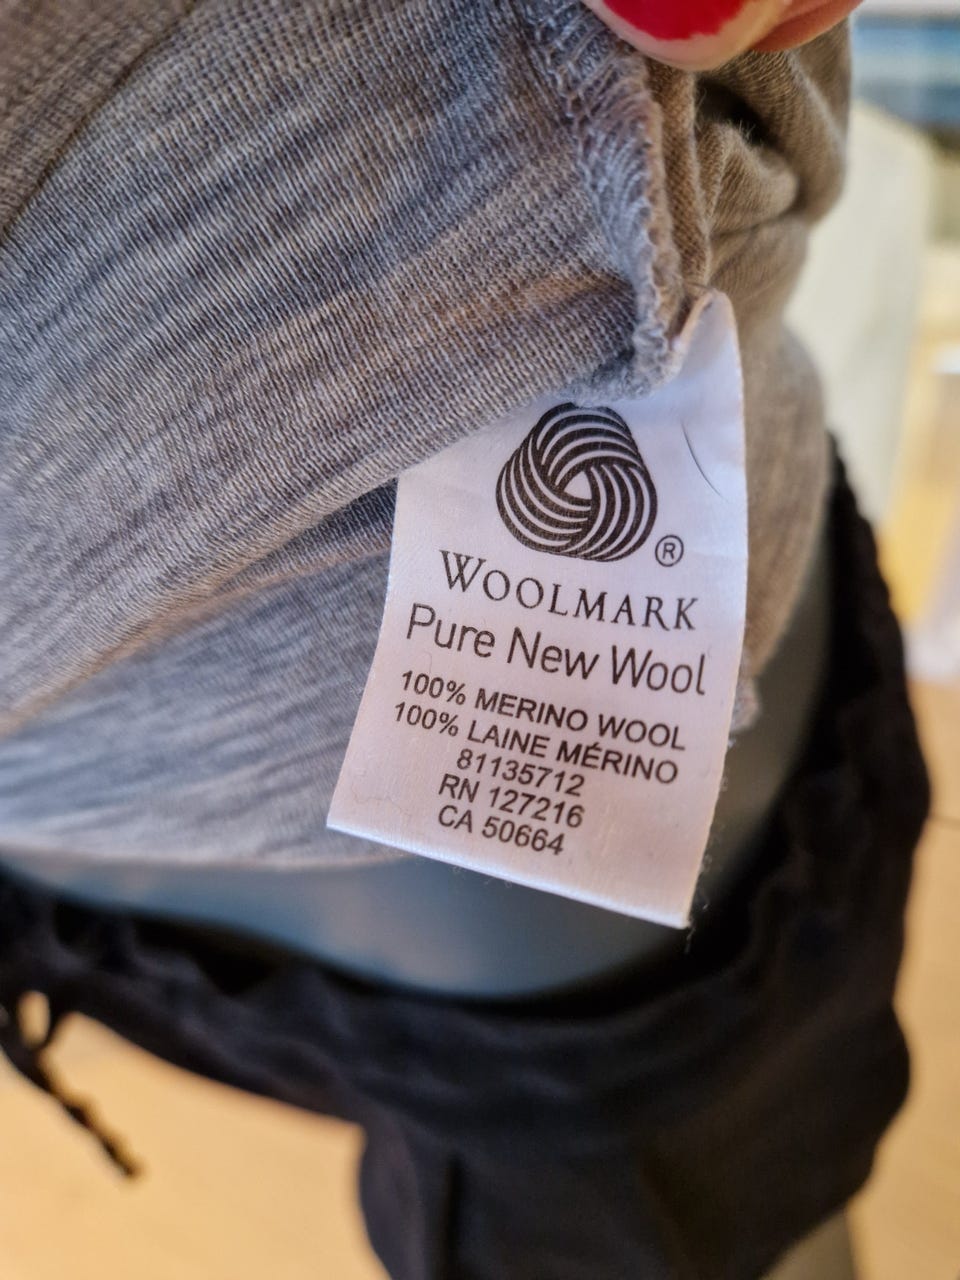 ®
WOOLMARK
Pure New Wool
100% MERINO WOOL
100% LAINE MÉRINO
81135712
RN 127216
CA 50664